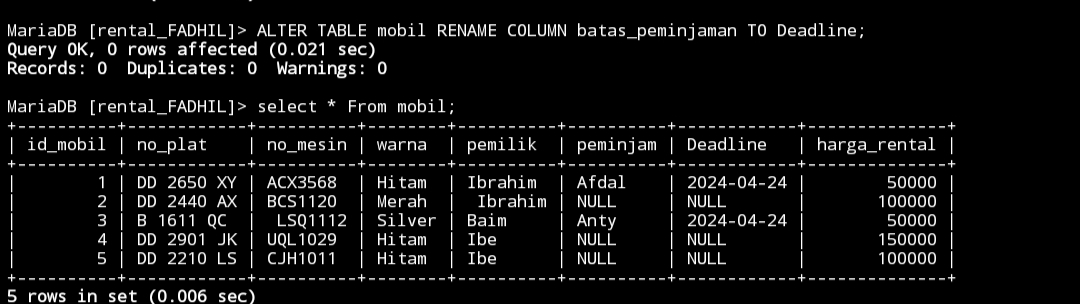 MariaDB [rental_FADHIL]> ALTER TABLE mobil RENAME COLUMN batas_peminjaman TO Deadline;
Query OK, 0 rows affected (0.021 sec)
Records: 0  Duplicates: 0  Warnings: 0

MariaDB [rental_FADHIL]> select * From mobil;
+----------+------------+----------+--------+----------+----------+------------+--------------+
| id_mobil | no_plat    | no_mesin | warna  | pemilik  | peminjam | Deadline   | harga_rental |
+----------+------------+----------+--------+----------+----------+------------+--------------+
|        1 | DD 2650 XY | ACX3568  | Hitam  | Ibrahim  | Afdal    | 2024-04-24 |        50000 |
|        2 | DD 2440 AX | BCS1120  | Merah  |  Ibrahim | NULL     | NULL       |       100000 |
|        3 | B 1611 QC  |  LSQ1112 | Silver | Baim     | Anty     | 2024-04-24 |        50000 |
|        4 | DD 2901 JK | UQL1029  | Hitam  | Ibe      | NULL     | NULL       |       150000 |
|        5 | DD 2210 LS | CJH1011  | Hitam  | Ibe      | NULL     | NULL       |       100000 |
+----------+------------+----------+--------+----------+----------+------------+--------------+
5 rows in set (0.006 sec)